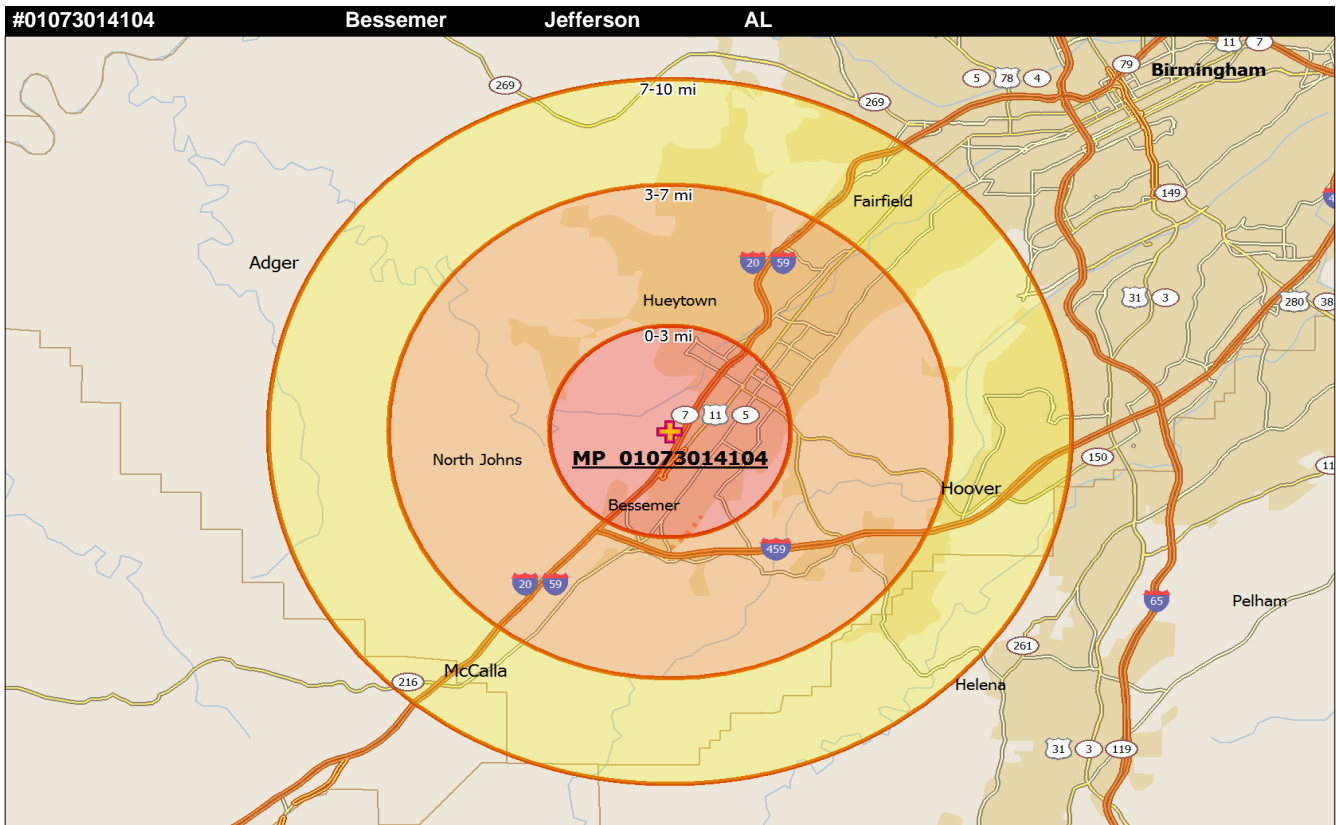 #01073014104 Bessemer Jefferson AL
11 7
5 78 4
79
Birmingham
269
7-10 mi
269
149
3-7 mi
Fairfield
Adger
20 59
Hueytown
31 3
280
38
0-3 mi
7 11 5
North Johns
MP 01073014104
150
11
Hoover
Bessemer
459
20 59
65
Pelham
261
McCalla
216
Helena
31 3 119